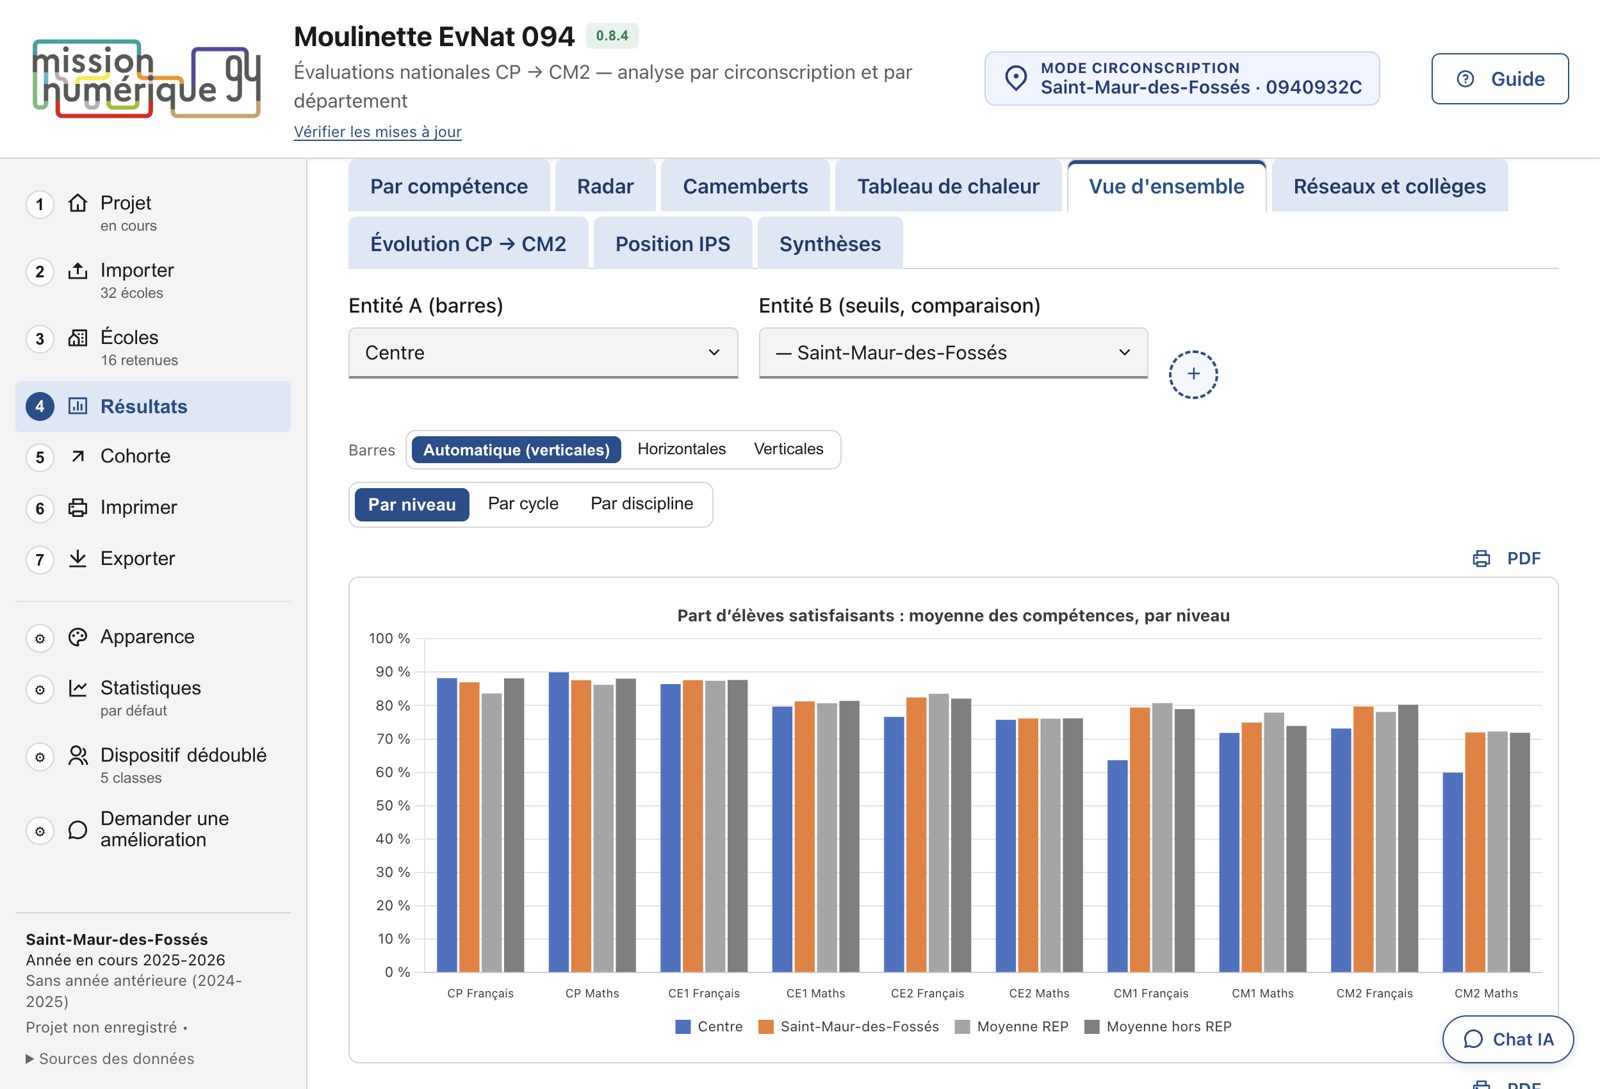 mission
numérique 94
Moulinette EvNat 094 0.8.4
Évaluations nationales CP → CM2 — analyse par circonscription et par
département
Vérifier les mises à jour
MODE CIRCONSCRIPTION
Saint-Maur-des-Fossés · 0940932C
Guide
1 Projet
en cours
2 Importer
32 écoles
3 Écoles
16 retenues
4 Résultats
5 Cohorte
6 Imprimer
7 Exporter
Apparence
Statistiques
par défaut
Dispositif dédoublé
5 classes
Demander une
amélioration
Saint-Maur-des-Fossés
Année en cours 2025-2026
Sans année antérieure (2024-
2025)
Projet non enregistré •
Sources des données
Par compétence Radar Camemberts Tableau de chaleur Vue d'ensemble Réseaux et collèges
Évolution CP → CM2 Position IPS Synthèses
Entité A (barres) Entité B (seuils, comparaison)
Centre — Saint-Maur-des-Fossés +
Barres Automatique (verticales) Horizontales Verticales
Par niveau Par cycle Par discipline
PDF
Part d’élèves satisfaisants : moyenne des compétences, par niveau
100 %
90 %
80 %
70 %
60 %
50 %
40 %
30 %
20 %
10 %
0 %
CP Français CP Maths CE1 Français CE1 Maths CE2 Français CE2 Maths CM1 Français CM1 Maths CM2 Français CM2 Maths
Centre Saint-Maur-des-Fossés Moyenne REP Moyenne hors REP
Chat IA
PDF